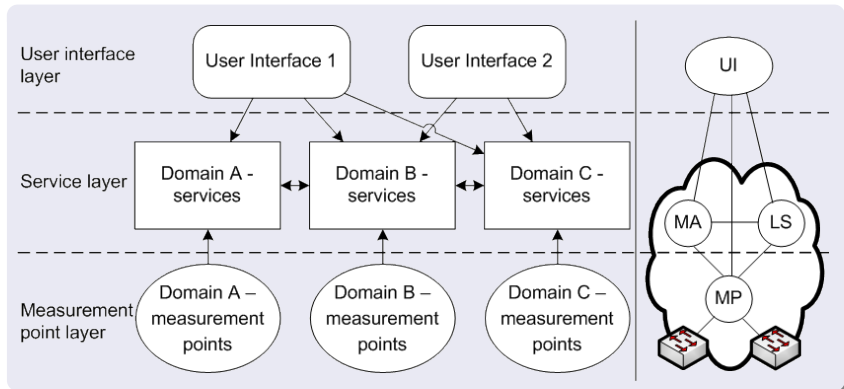 User interface
layer
User Interface 1
User Interface 2
UI
Service layer
Domain A -
services
Domain B -
services
Domain C -
services
MA
LS
Measurement
point layer
Domain A –
measurement
points
Domain B –
measurement
points
Domain C –
measurement
points
MP